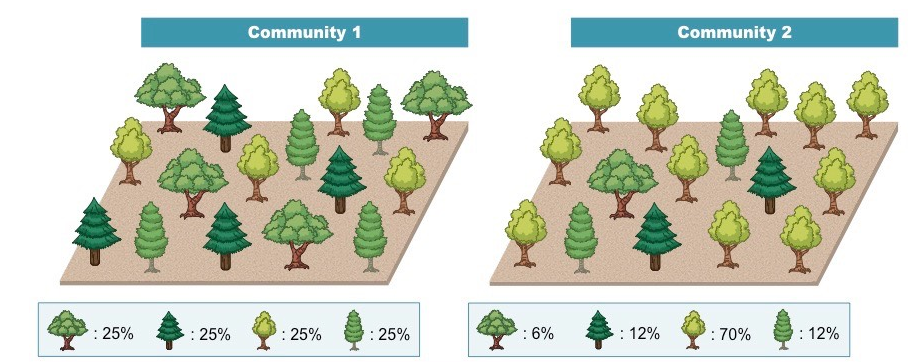 Community 1
Community 2
: 25% : 25% : 25% : 25%
: 6% : 12% : 70% : 12%